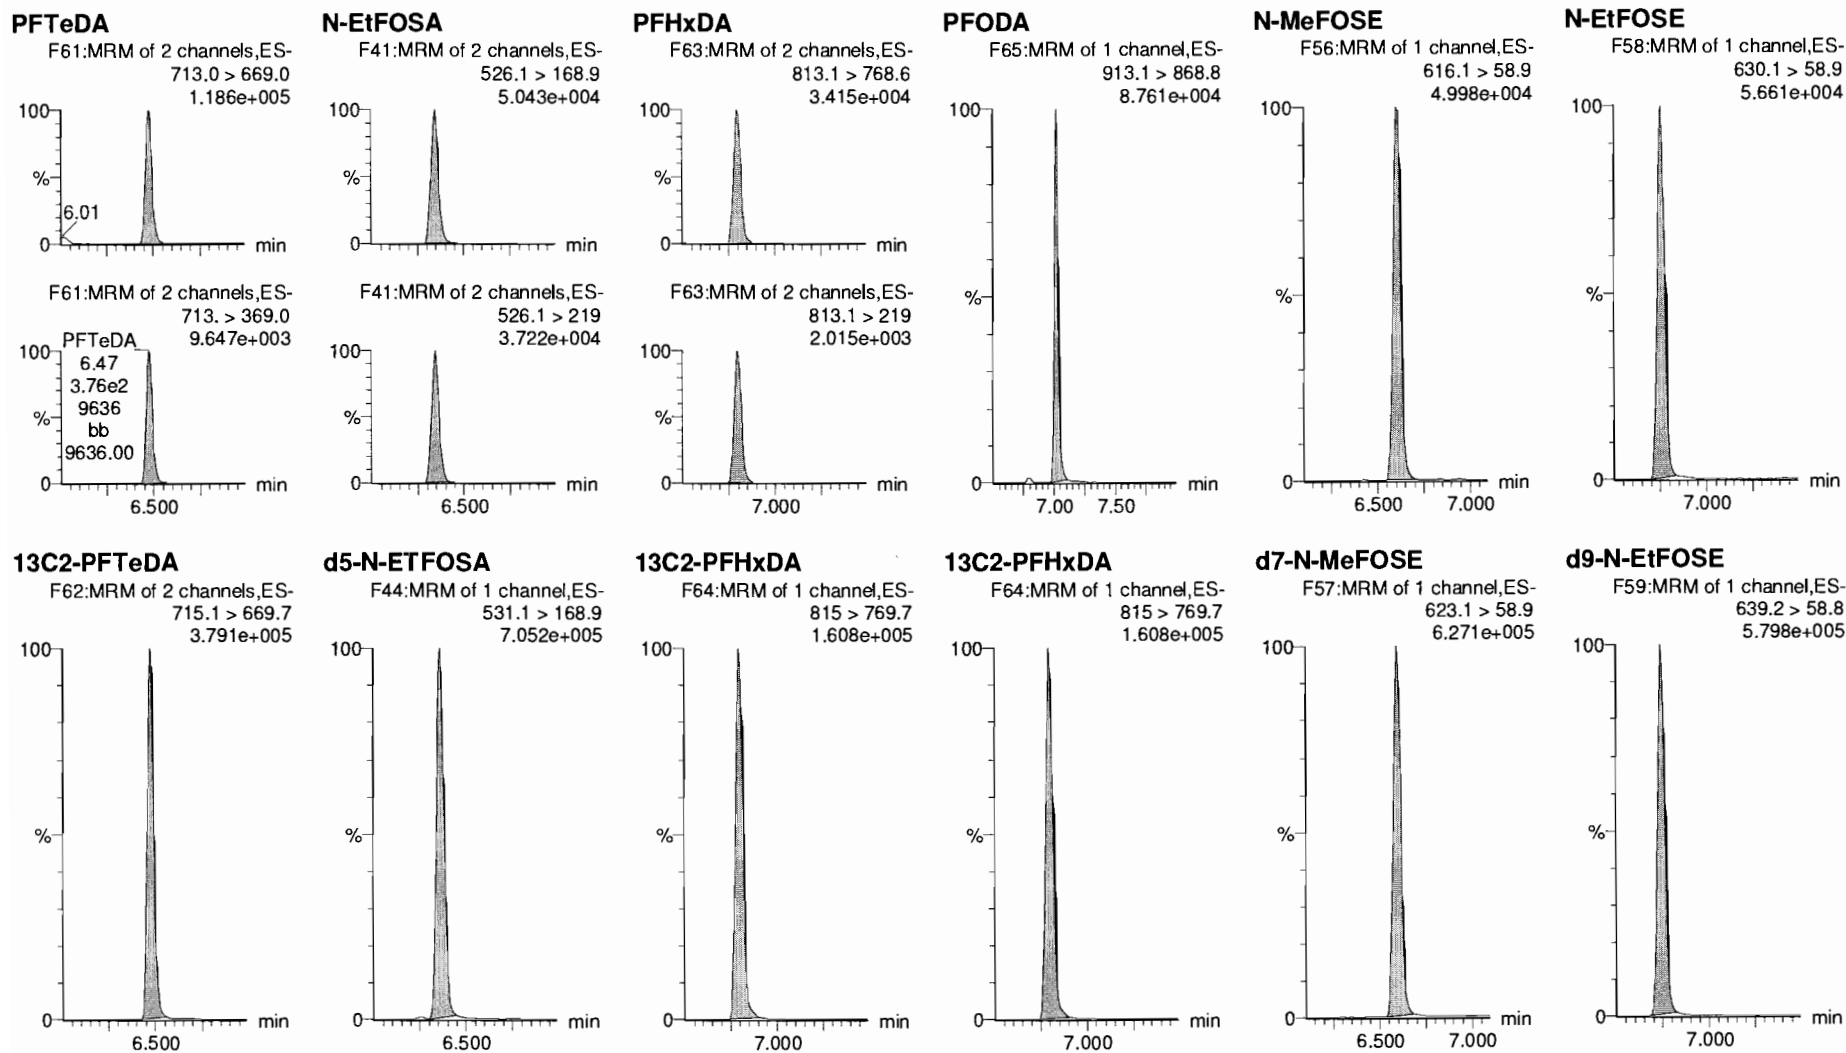 PFTeDA
F61:MRM of 2 channels,ES-
713.0 > 669.0
1.186e+005
100
%
6.01
0
min
F61:MRM of 2 channels,ES-
713. > 369.0
9.647e+003
PFTeDA
6.47
3.76e2
9636
bb
9636.00
100
%
0
min
6.500
N-EtFOSA
F41:MRM of 2 channels,ES-
526.1 > 168.9
5.043e+004
100
%
0
min
F41:MRM of 2 channels,ES-
526.1 > 219
3.722e+004
100
%
0
min
6.500
PFHxDA
F63:MRM of 2 channels,ES-
813.1 > 768.6
3.415e+004
100
%
0
min
F63:MRM of 2 channels,ES-
813.1 > 219
2.015e+003
100
%
0
min
7.000
PFODA
F65:MRM of 1 channel,ES-
913.1 > 868.8
8.761e+004
100
%
0
min
7.00 7.50
N-MeFOSE
F56:MRM of 1 channel,ES-
616.1 > 58.9
4.998e+004
100
%
0
min
6.500 7.000
N-EtFOSE
F58:MRM of 1 channel,ES-
630.1 > 58.9
5.661e+004
100
%
0
min
7.000
13C2-PFTeDA
F62:MRM of 2 channels,ES-
715.1 > 669.7
3.791e+005
100
%
0
min
6.500
d5-N-ETFOSA
F44:MRM of 1 channel,ES-
531.1 > 168.9
7.052e+005
100
%
0
min
6.500
13C2-PFHxDA
F64:MRM of 1 channel,ES-
815 > 769.7
1.608e+005
100
%
0
min
7.000
13C2-PFHxDA
F64:MRM of 1 channel,ES-
815 > 769.7
1.608e+005
100
%
0
min
7.000
d7-N-MeFOSE
F57:MRM of 1 channel,ES-
623.1 > 58.9
6.271e+005
100
%
0
min
6.500 7.000
d9-N-EtFOSE
F59:MRM of 1 channel,ES-
639.2 > 58.8
5.798e+005
100
%
0
min
7.000